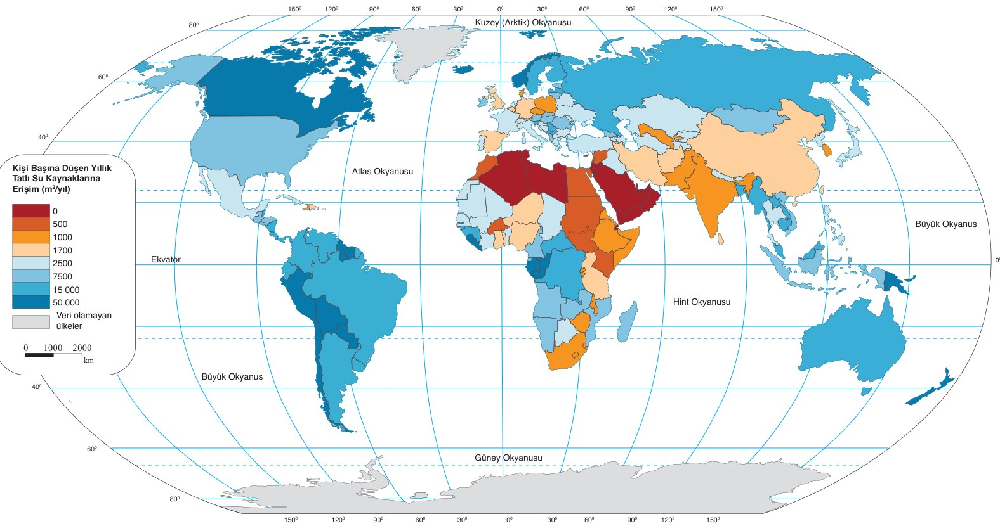 150⁰ 120⁰ 90⁰ 60⁰ 30⁰ 0⁰ 30⁰ 60⁰ 90⁰ 120⁰ 150⁰
Kuzey (Arktik) Okyanusu
80⁰
60⁰
40⁰
Kişi Başına Düşen Yıllık
Tatlı Su Kaynaklarına
Erişim (m²/yıl)
0
500
1000
1700
2500
7500
15 000
50 000
Veri olamayan
ülkeler
0 1000 2000
km
Atlas Okyanusu
Büyük Okyanus
Ekvator
0⁰
Hint Okyanusu
Büyük Okyanus
40⁰
60⁰
Güney Okyanusu
80⁰
150⁰ 120⁰ 90⁰ 60⁰ 30⁰ 0⁰ 30⁰ 60⁰ 90⁰ 120⁰ 150⁰